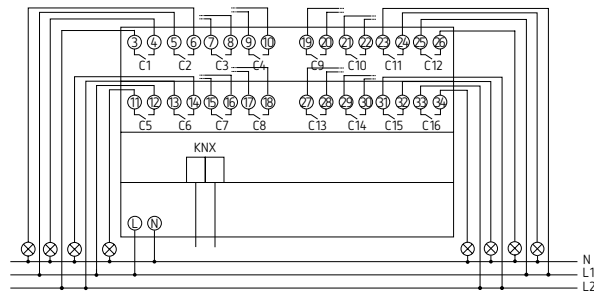 3 4 5 6 7 8 9 10 19 20 21 22 23 24 25 26
C1 C2 C3 C4 C9 C10 C11 C12
11 12 13 14 15 16 17 18 27 28 29 30 31 32 33 34
C5 C6 C7 C8 C13 C14 C15 C16
KNX
L N
N
L1
L2